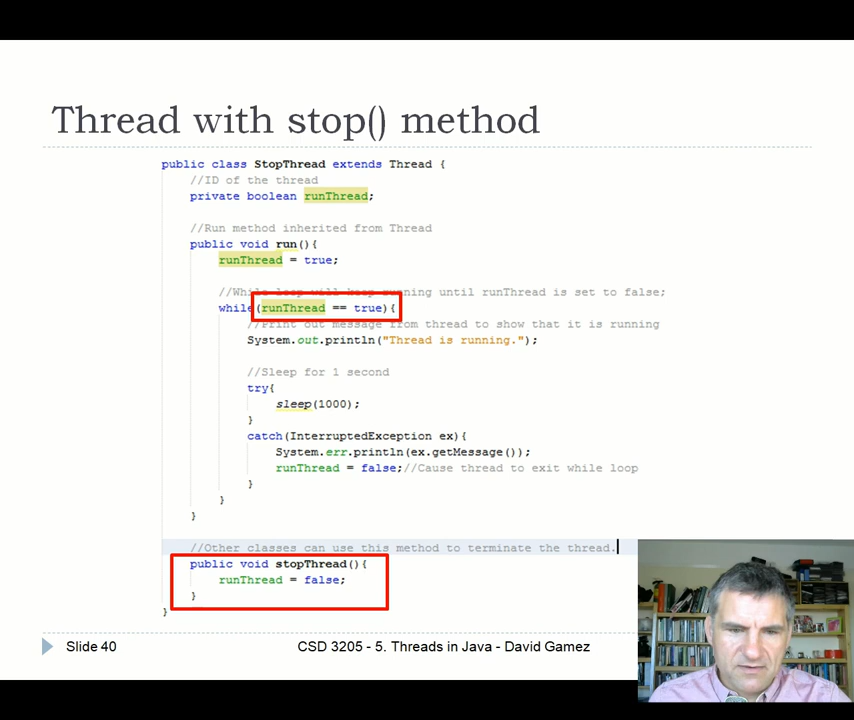 Thread with stop() method
public class StopThread extends Thread {
//ID of the thread
private boolean runThread;
//Run method inherited from Thread
public void run(){
runThread = true;
//While loop will keep running until runThread is set to false;
while(runThread == true){
//Print out message from thread to show that it is running
System.out.println("Thread is running.");
//Sleep for 1 second
try{
sleep(1000);
}
catch(InterruptedException ex){
System.err.println(ex.getMessage());
runThread = false;//Cause thread to exit while loop
}
}
}
//Other classes can use this method to terminate the thread.
public void stopThread(){
runThread = false;
}
}
Slide 40
CSD 3205 - 5. Threads in Java - David Gamez